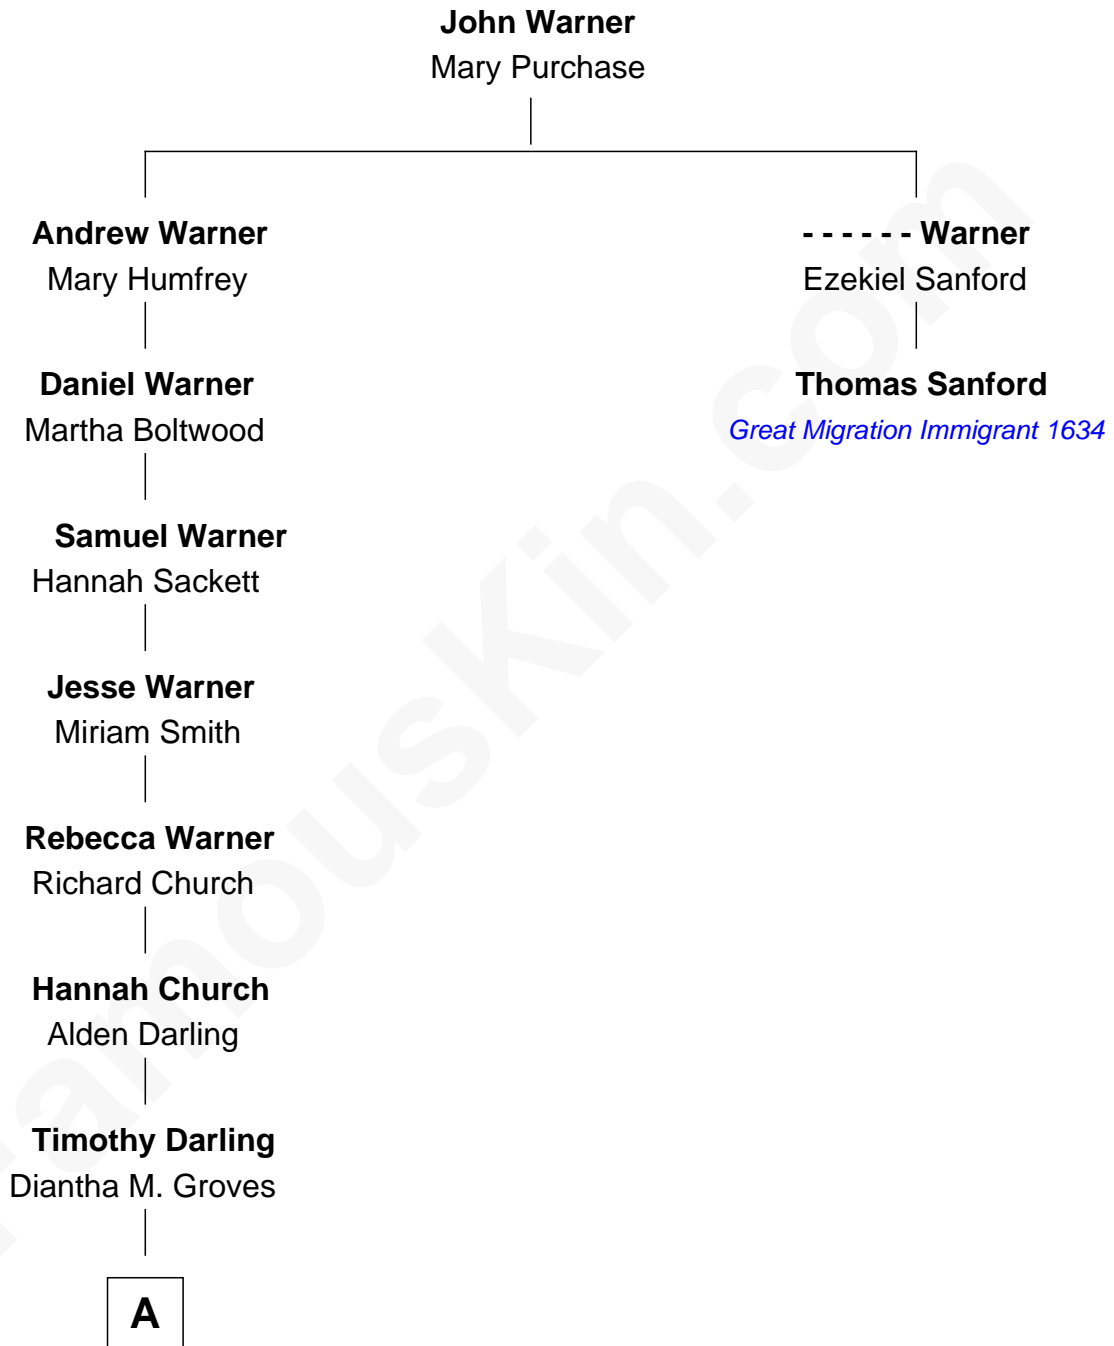 John Warner
Mary Purchase
Andrew Warner
Mary Humfrey
- - - - - - Warner
Ezekiel Sanford
Daniel Warner
Martha Boltwood
Thomas Sanford
Great Migration Immigrant 1634
Samuel Warner
Hannah Sackett
Jesse Warner
Miriam Smith
Rebecca Warner
Richard Church
Hannah Church
Alden Darling
Timothy Darling
Diantha M. Groves
A
FamousKin.com